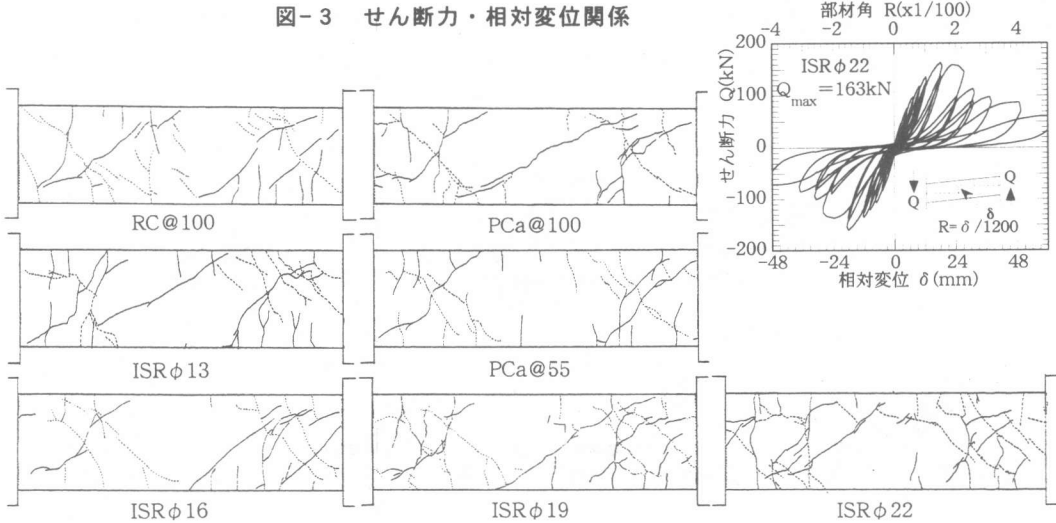 図-3 せん断力・相対変位関係
部材角 R(x1/100)
-4 -2 0 2 4
せん断力 Q(kN)
200
100
0
-100
-200
ISRφ22
Qmax=163kN
Q
Q
δ
R=δ/1200
-48 -24 0 24 48
相対変位 δ(mm)
RC@100
PCa@100
ISRφ13
PCa@55
ISRφ16
ISRφ19
ISRφ22